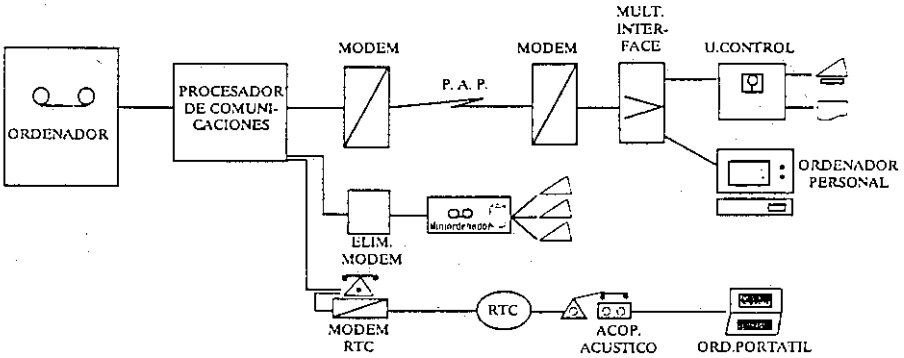 ORDENADOR
PROCESADOR
DE COMUNI-
CACIONES
MODEM
P. A. P.
MODEM
MULT.
INTER-
FACE
U.CONTROL
ORDENADOR
PERSONAL
ELIM.
MODEM
Miniordenador
MODEM
RTC
RTC
ACOP.
ACUSTICO
ORD.PORTATIL